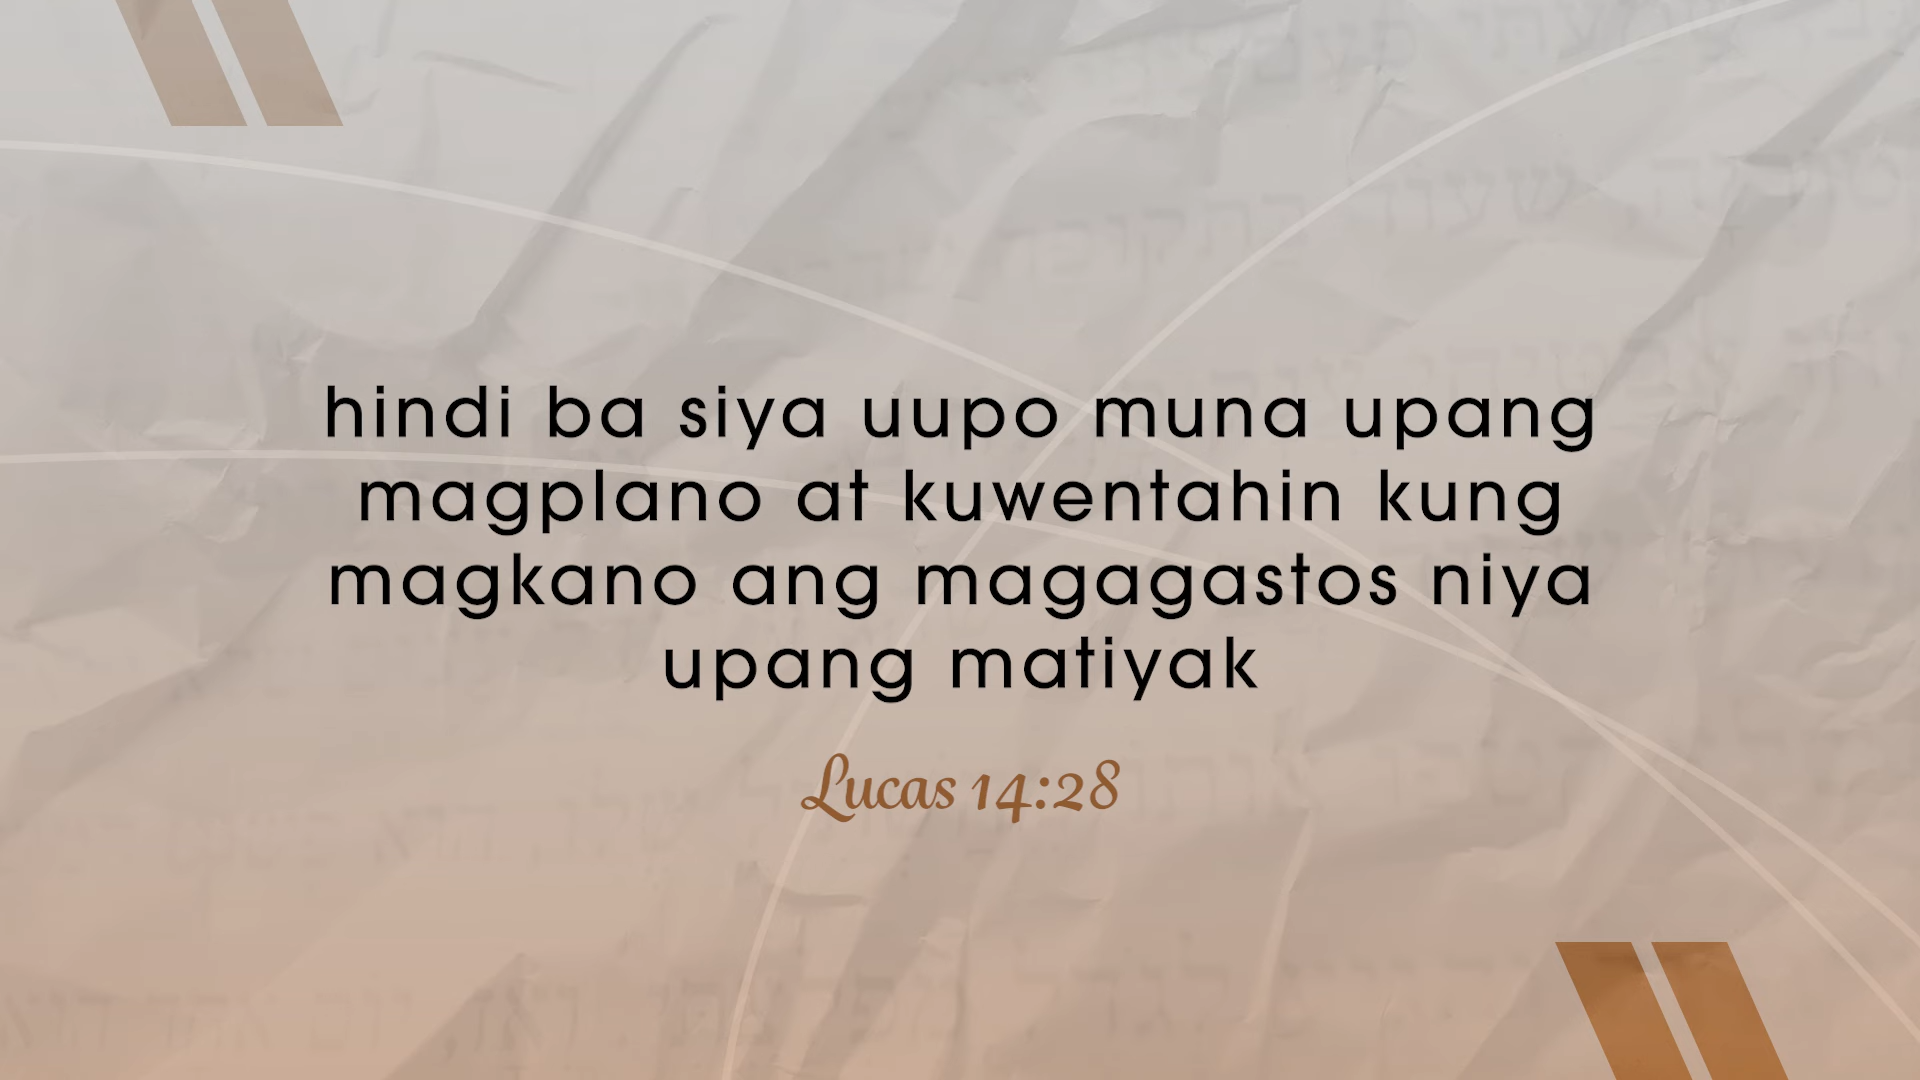 hindi ba siya uupo muna upang
magplano at kuwentahin kung
magkano ang magagastos niya
upang matiyak
Lucas 14:28